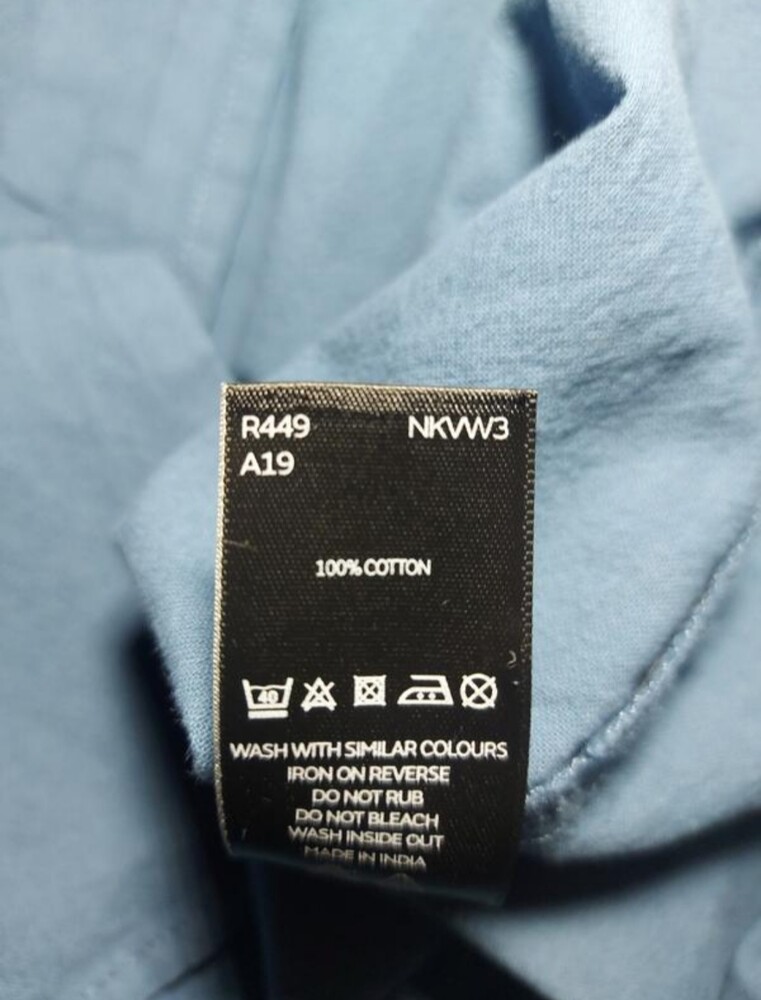 R449 NKVW3
A19
100% COTTON
40
WASH WITH SIMILAR COLOURS
IRON ON REVERSE
DO NOT RUB
DO NOT BLEACH
WASH INSIDE OUT
MADE IN INDIA